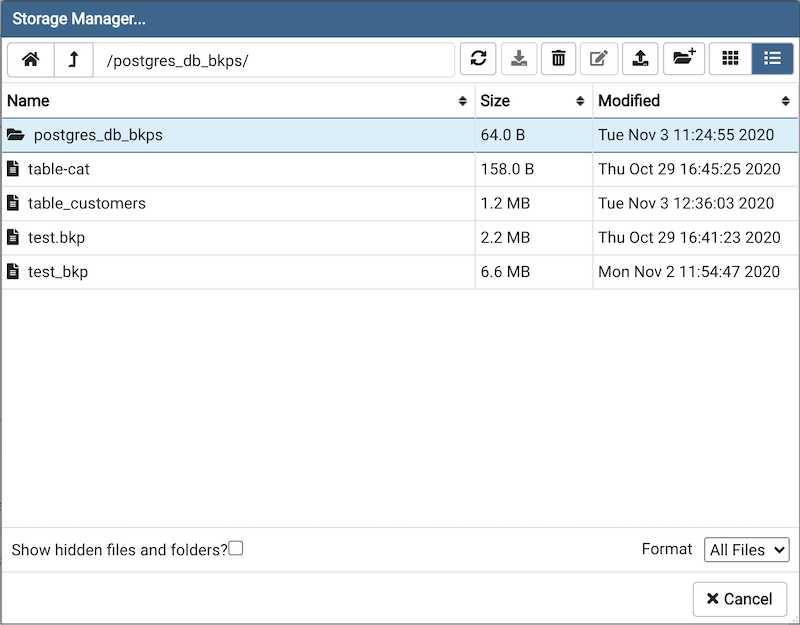 Storage Manager...
/postgres_db_bkps/
Name Size Modified
postgres_db_bkps 64.0 B Tue Nov 3 11:24:55 2020
table-cat 158.0 B Thu Oct 29 16:45:25 2020
table_customers 1.2 MB Tue Nov 3 12:36:03 2020
test.bkp 2.2 MB Thu Oct 29 16:41:23 2020
test_bkp 6.6 MB Mon Nov 2 11:54:47 2020
Show hidden files and folders? Format All Files
Cancel